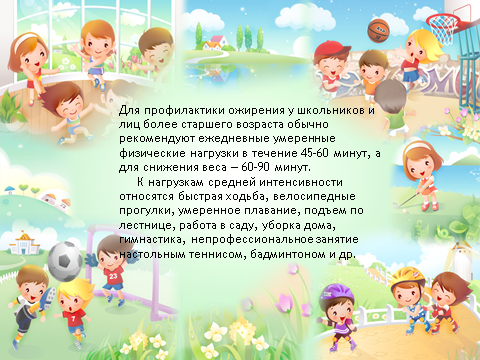 Для профилактики ожирения у школьников и
лиц более старшего возраста обычно
рекомендуют ежедневные умеренные
физические нагрузки в течение 45-60 минут, а
для снижения веса – 60-90 минут.
К нагрузкам средней интенсивности
относятся быстрая ходьба, велосипедные
прогулки, умеренное плавание, подъем по
лестнице, работа в саду, уборка дома,
гимнастика, непрофессиональное занятие
настольным теннисом, бадминтоном и др.
23
7